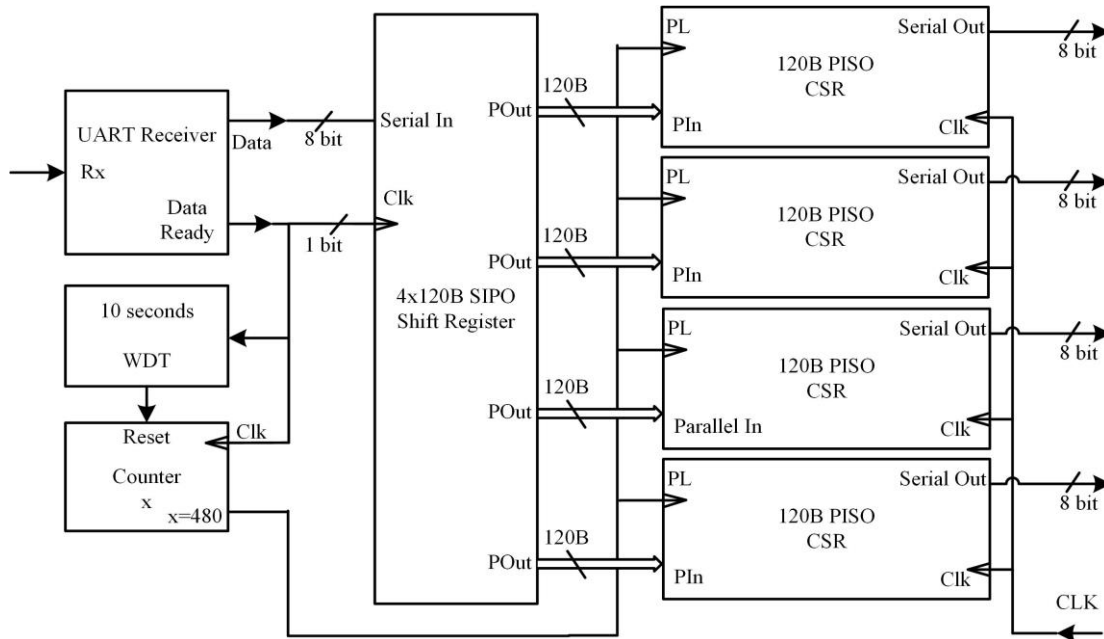 UART Receiver
Data
8 bit
Rx
Data
Ready
1 bit
10 seconds
WDT
Reset
Clk
Counter
x
x=480
Serial In
Clk
4x120B SIPO
Shift Register
POut
120B
POut
120B
POut
120B
POut
120B
PL
Serial Out
120B PISO
CSR
PIn
Clk
8 bit
PL
Serial Out
120B PISO
CSR
PIn
Clk
8 bit
PL
Serial Out
120B PISO
CSR
Parallel In
Clk
8 bit
PL
Serial Out
120B PISO
CSR
PIn
Clk
8 bit
CLK